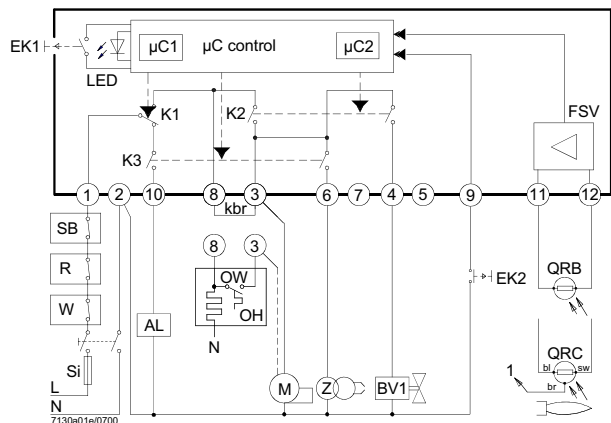 EK1
LED
µC1
µC control
µC2
FSV
K1
K2
K3
1 2 10 8 3 6 7 4 5 9 11 12
kbr
SB
R
W
Si
L
N
7130a01e/0700
AL
8 3
OW
OH
N
M
Z
BV1
EK2
QRB
QRC
bl sw
br
1